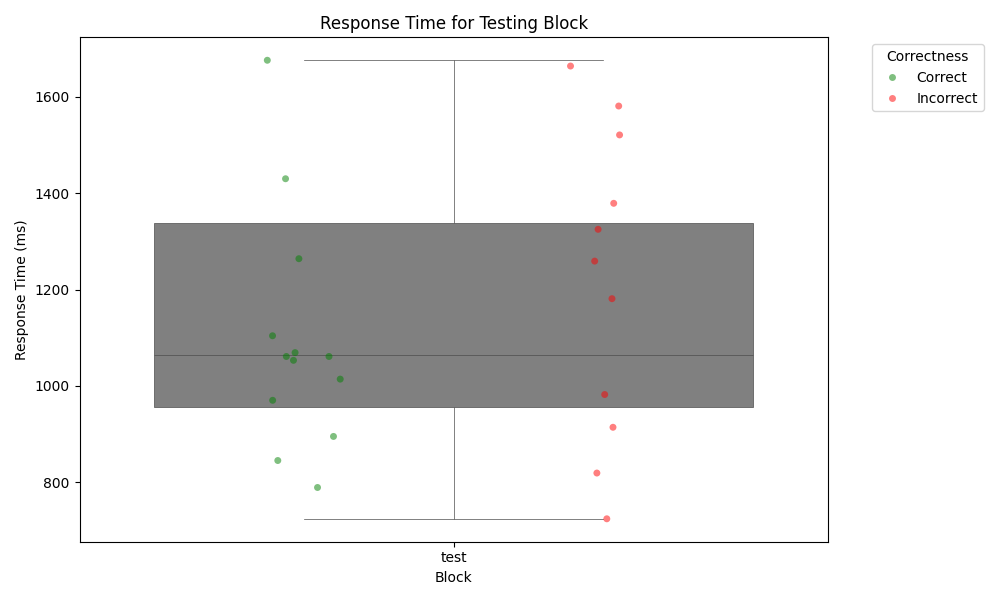 Response Time for Testing Block
Correctness
Correct
Incorrect
Response Time (ms)
1600
1400
1200
1000
800
test
Block